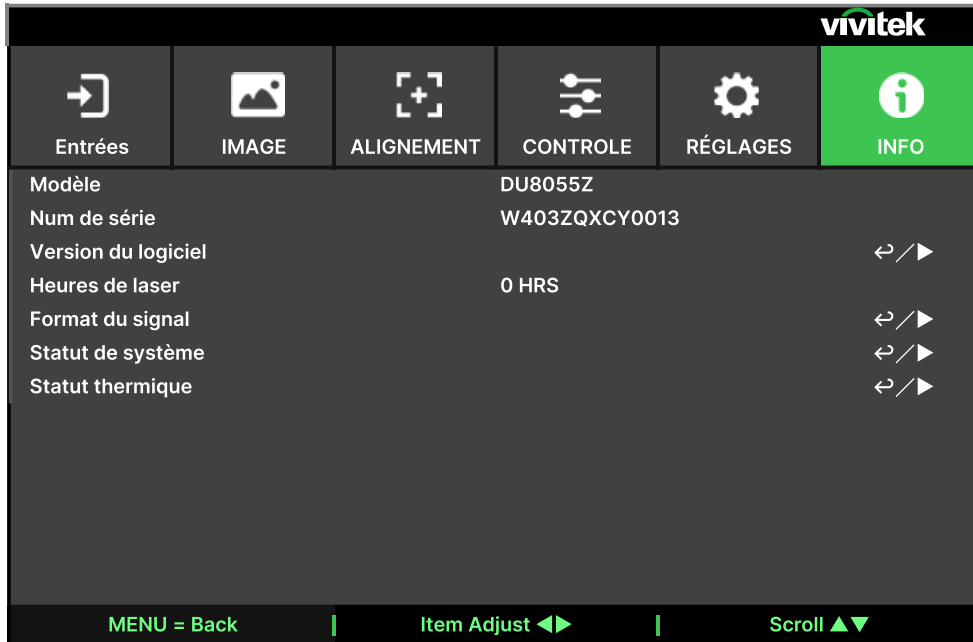 vivitek
Entrées IMAGE ALIGNEMENT CONTROLE RÉGLAGES INFO
Modèle DU8055Z
Num de série W403ZQXCY0013
Version du logiciel ↩/▶
Heures de laser 0 HRS
Format du signal ↩/▶
Statut de système ↩/▶
Statut thermique ↩/▶
MENU = Back Item Adjust ◀▶ Scroll ▲▼